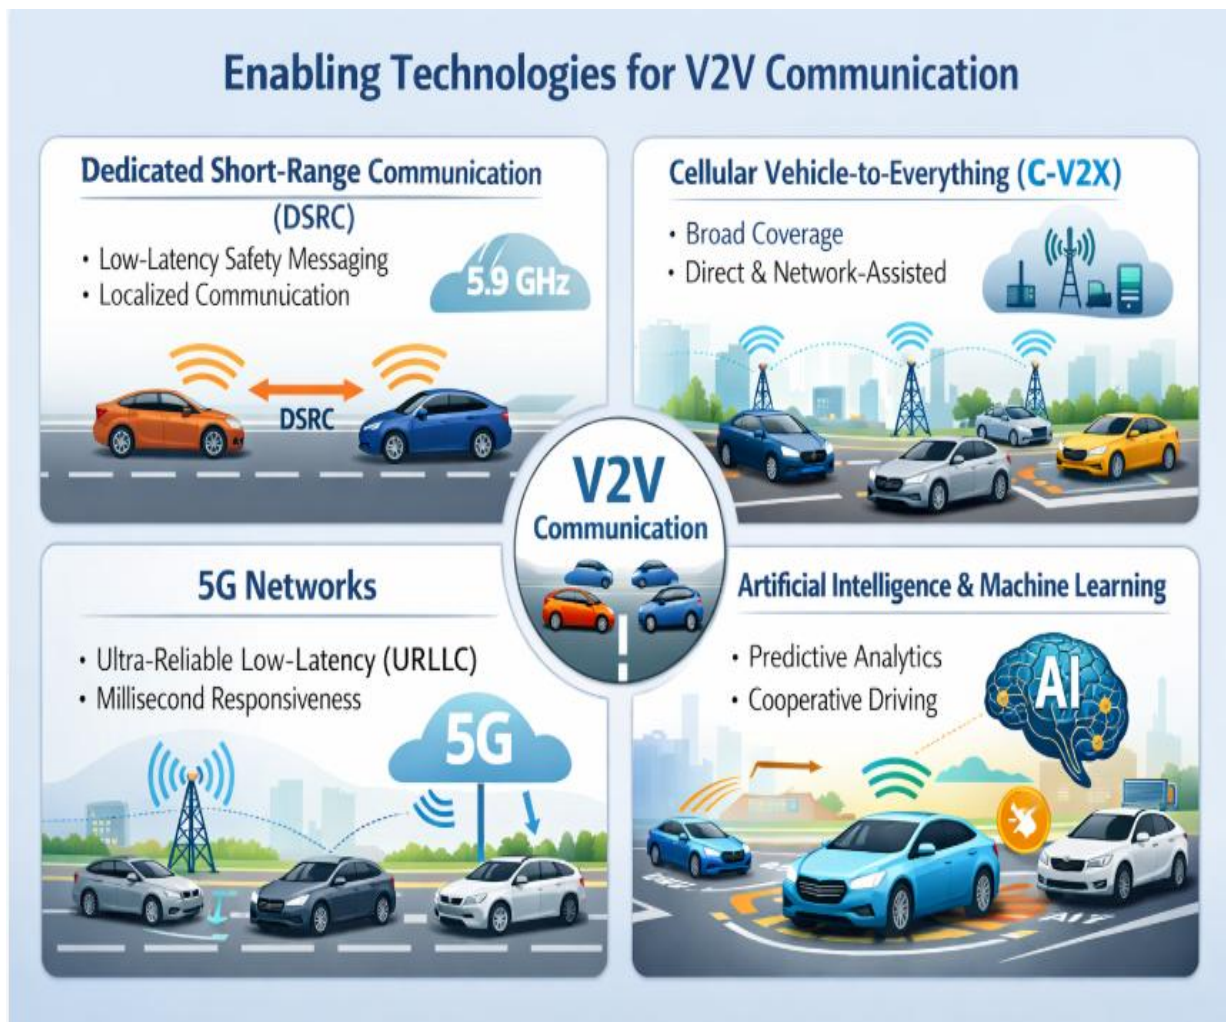 Enabling Technologies for V2V Communication
Dedicated Short-Range Communication
(DSRC)
• Low-Latency Safety Messaging
• Localized Communication
5.9 GHz
DSRC
Cellular Vehicle-to-Everything (C-V2X)
• Broad Coverage
• Direct & Network-Assisted
V2V
Communication
5G Networks
• Ultra-Reliable Low-Latency (URLLC)
• Millisecond Responsiveness
5G
Artificial Intelligence & Machine Learning
• Predictive Analytics
• Cooperative Driving
AI